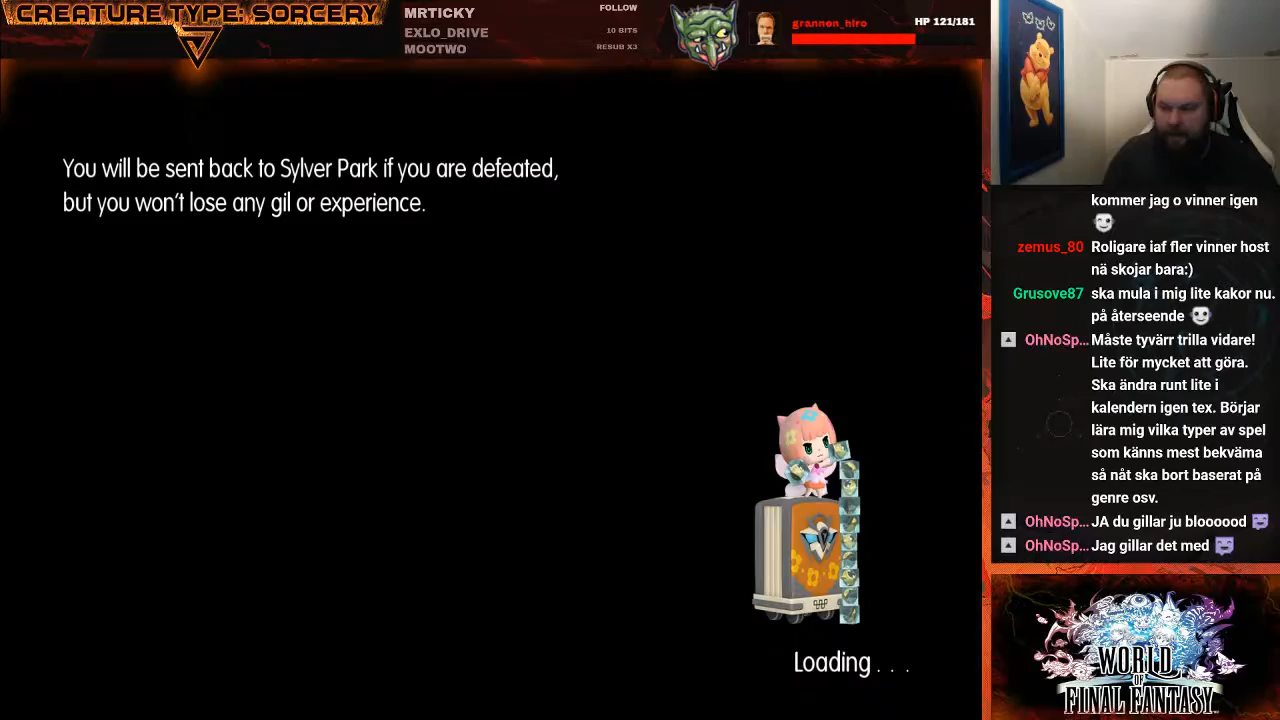 CREATURE TYPE: SORCERY
MRTICKY
EXLO_DRIVE
MOOTWO
FOLLOW
10 BITS
RESUB X3
grannon_hiro
HP 121/181
You will be sent back to Sylver Park if you are defeated,
but you won't lose any gil or experience.
Loading . . .
kommer jag o vinner igen
zemus_80 Roligare iaf fler vinner host
nä skojar bara:)
Grusove87 ska mula i mig lite kakor nu.
på återseende
OhNoSp... Måste tyvärr trilla vidare!
Lite för mycket att göra.
Ska ändra runt lite i
kalendern igen tex. Börjar
lära mig vilka typer av spel
som känns mest bekväma
så nåt ska bort baserat på
genre osv.
OhNoSp... JA du gillar ju bloooood
OhNoSp... Jag gillar det med
WORLD
OF
FINAL FANTASY